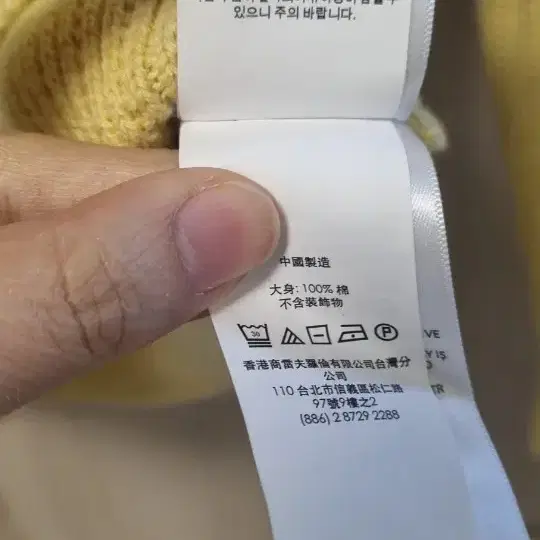 있으니 주의 바랍니다.
中國製造
大身: 100% 棉
不含裝飾物
30
P
香港商雷夫羅倫有限公司台灣分
公司
110 台北市信義區松仁路
97號9樓之2
(886) 2 8729 2288